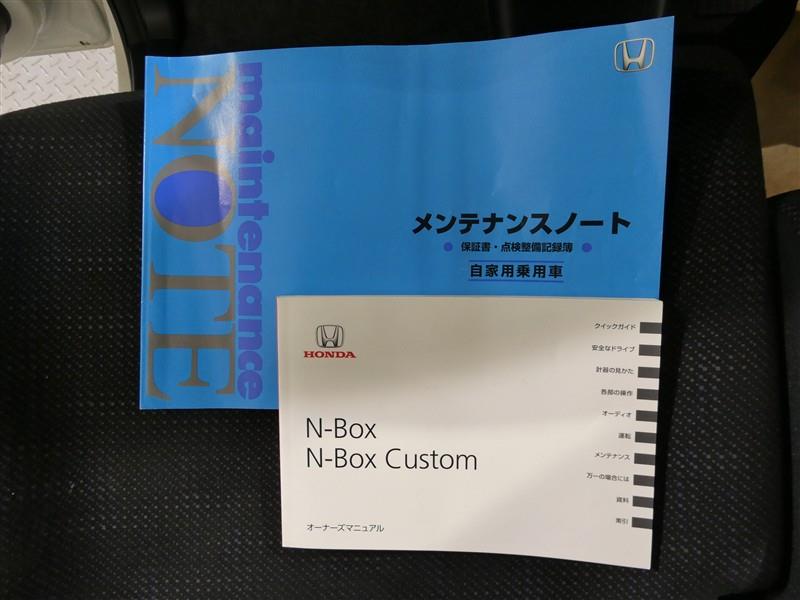 maintenance
NOTE
メンテナンスノート
保証書・点検整備記録簿
自家用乗用車
HONDA
N-Box
N-Box Custom
オーナーズマニュアル
クイックガイド
安全なドライブ
計器の見かた
各部の操作
オーディオ
運転
メンテナンス
万一の場合には
資料
索引